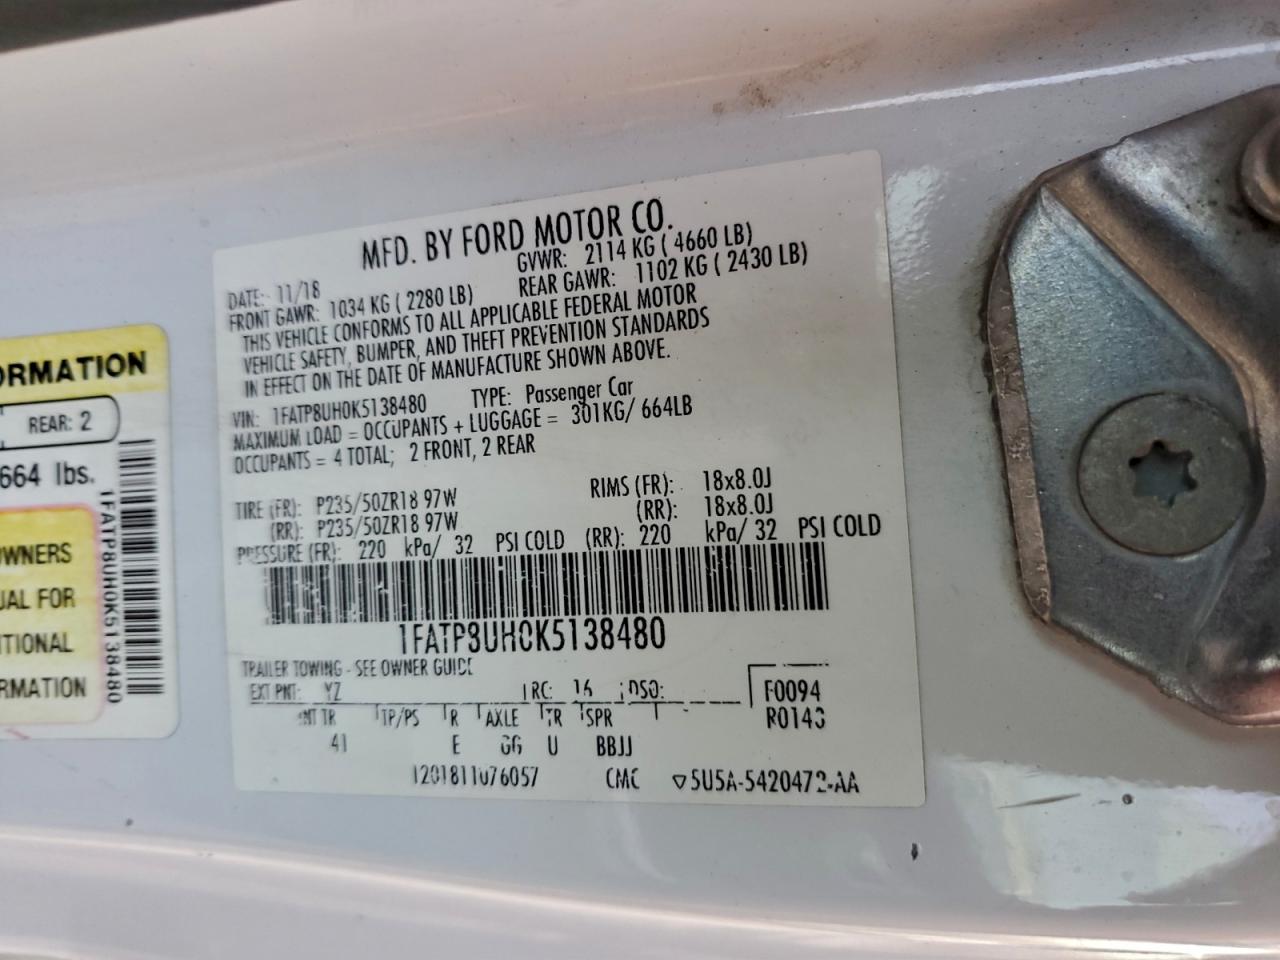 MFD. BY FORD MOTOR CO.
DATE: 11/18 GVWR: 2114 KG ( 4660 LB)
FRONT GAWR: 1034 KG ( 2280 LB) REAR GAWR: 1102 KG ( 2430 LB)
THIS VEHICLE CONFORMS TO ALL APPLICABLE FEDERAL MOTOR
VEHICLE SAFETY, BUMPER, AND THEFT PREVENTION STANDARDS
IN EFFECT ON THE DATE OF MANUFACTURE SHOWN ABOVE.
VIN: 1FATP8UH0K5138480 TYPE: Passenger Car
MAXIMUM LOAD = OCCUPANTS + LUGGAGE = 301KG/ 664LB
OCCUPANTS = 4 TOTAL; 2 FRONT, 2 REAR
TIRE (FR): P235/50ZR18 97W RIMS (FR): 18x8.0J
(RR): P235/50ZR18 97W (RR): 18x8.0J
PRESSURE (FR): 220 kPa/ 32 PSI COLD (RR): 220 kPa/ 32 PSI COLD
1FATP8UH0K5138480
TRAILER TOWING - SEE OWNER GUIDE
EXT PNT: YZ RC: 16 DSO: F0094
INT TR TP/PS R AXLE TR SPR R0143
41 E GG U BBJJ
1201811076057 CMC ▽5U5A-5420472-AA
ORMATION
REAR: 2
664 lbs.
OWNERS
UAL FOR
ITIONAL
RMATION
1FATP8UH0K5138480